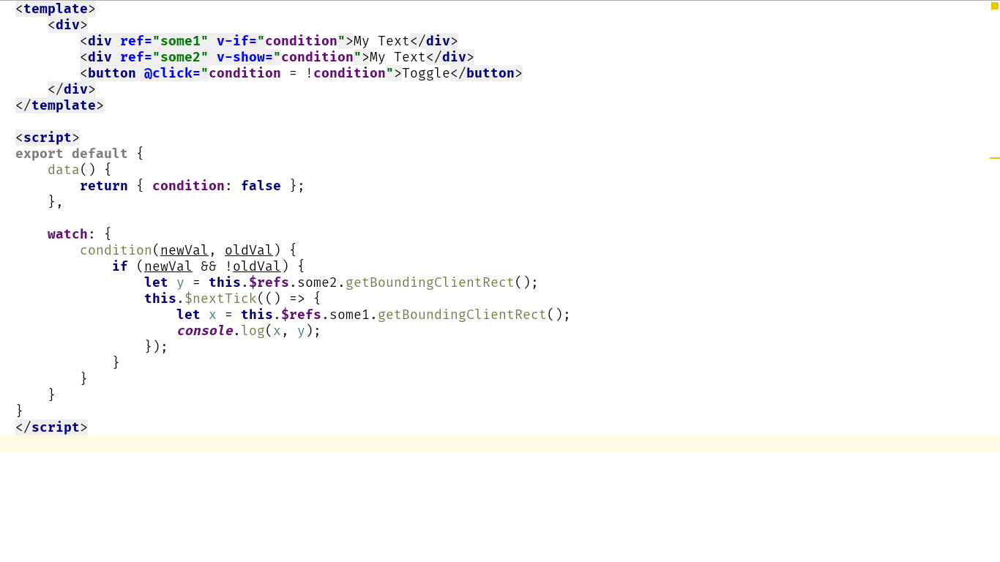 <template>
    <div>
        <div ref="some1" v-if="condition">My Text</div>
        <div ref="some2" v-show="condition">My Text</div>
        <button @click="condition = !condition">Toggle</button>
    </div>
</template>

<script>
export default {
    data() {
        return { condition: false };
    },

    watch: {
        condition(newVal, oldVal) {
            if (newVal && !oldVal) {
                let y = this.$refs.some2.getBoundingClientRect();
                this.$nextTick(() => {
                    let x = this.$refs.some1.getBoundingClientRect();
                    console.log(x, y);
                });
            }
        }
    }
}
</script>